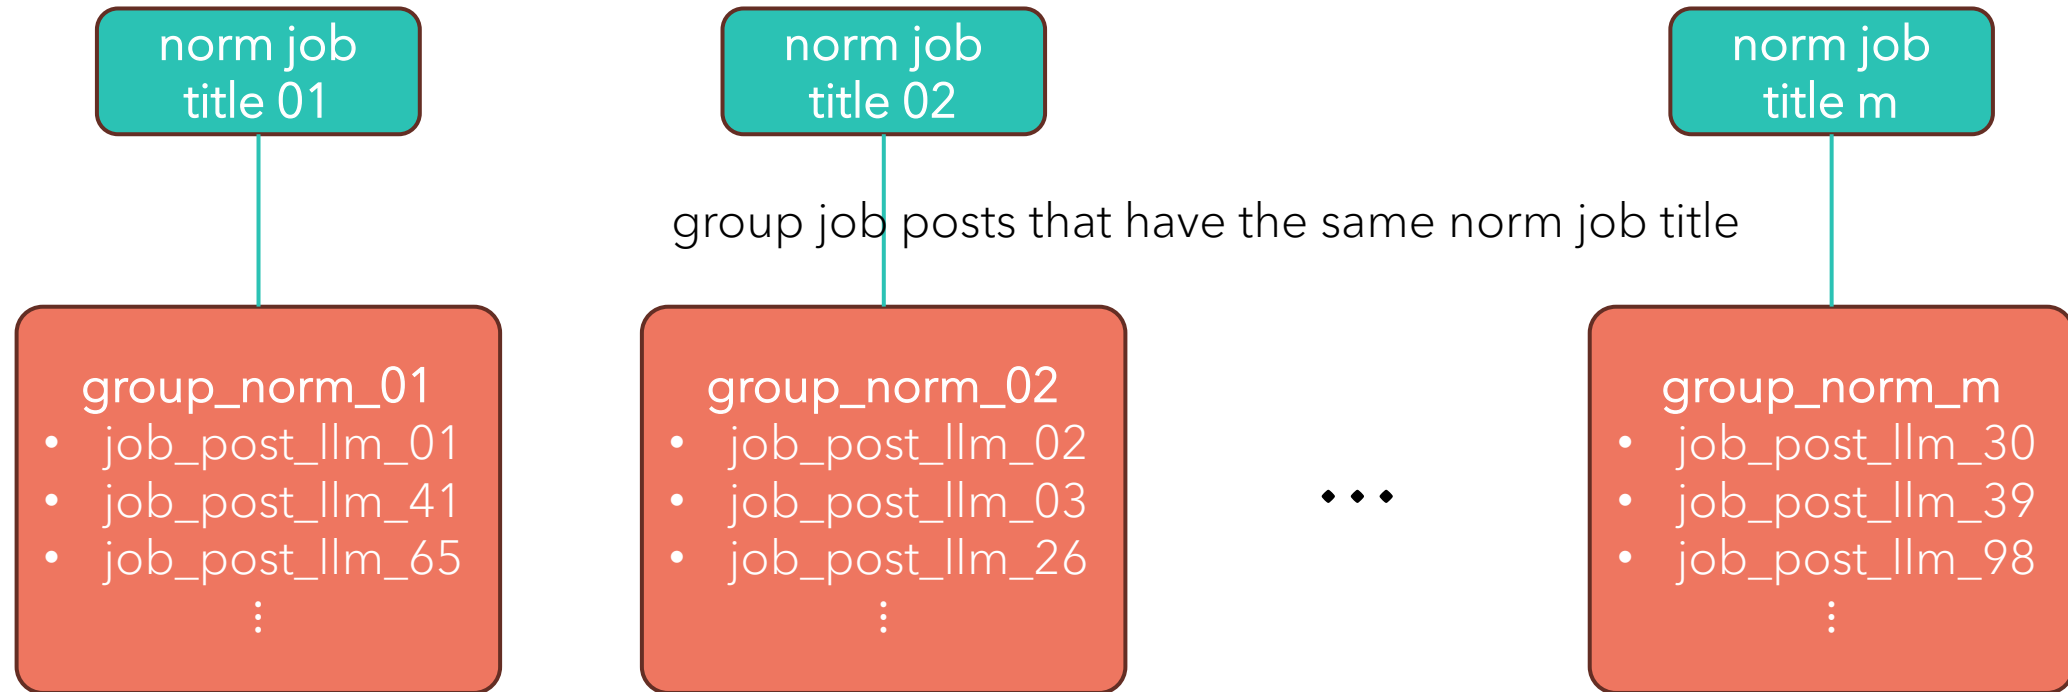 norm job
title 01
norm job
title 02
norm job
title m
group job posts that have the same norm job title
group_norm_01
• job_post_llm_01
• job_post_llm_41
• job_post_llm_65
⋮
group_norm_02
• job_post_llm_02
• job_post_llm_03
• job_post_llm_26
⋮
...
group_norm_m
• job_post_llm_30
• job_post_llm_39
• job_post_llm_98
⋮